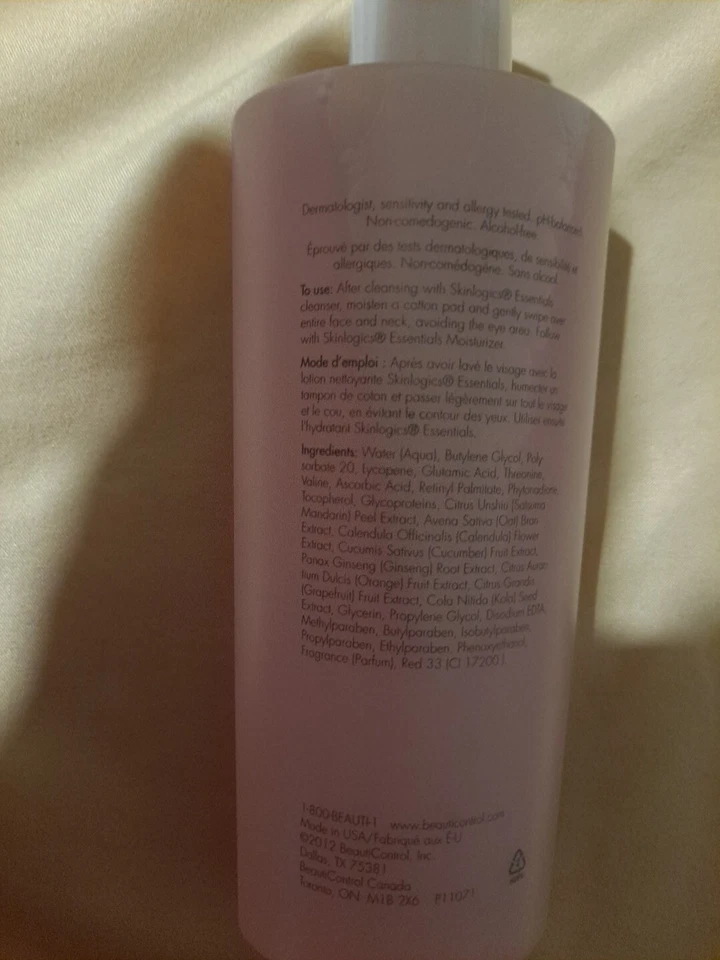 Dermatologist, sensitivity and allergy tested. pH-balanced.
Non-comedogenic. Alcohol-free
Éprouvé par des tests dermatologiques, de sensibilité et
allergiques. Non-comédogène. Sans alcool.
To use: After cleansing with Skinlogics® Essentials
cleanser, moisten a cotton pad and gently swipe over
entire face and neck, avoiding the eye area. Follow
with Skinlogics® Essentials Moisturizer.
Mode d'emploi : Après avoir lavé le visage avec la
lotion nettoyante Skinlogics® Essentials, humecter un
tampon de coton et passer légèrement sur tout le visage
et le cou, en évitant le contour des yeux. Utiliser ensuite
l'hydratant Skinlogics® Essentials.
Ingredients: Water (Aqua), Butylene Glycol, Poly
sorbate 20, Lycopene, Glutamic Acid, Threonine,
Valine, Ascorbic Acid, Retinyl Palmitate, Phytonadione,
Tocopherol, Glycoproteins, Citrus Unshiu (Satsuma
Mandarin) Peel Extract, Avena Sativa (Oat) Bran
Extract, Calendula Officinalis (Calendula) Flower
Extract, Cucumis Sativus (Cucumber) Fruit Extract,
Panax Ginseng (Ginseng) Root Extract, Citrus Auran
tium Dulcis (Orange) Fruit Extract, Citrus Grandis
(Grapefruit) Fruit Extract, Cola Nitida (Kola) Seed
Extract, Glycerin, Propylene Glycol, Disodium EDTA,
Methylparaben, Butylparaben, Isobutylparaben,
Propylparaben, Ethylparaben, Phenoxyethanol,
Fragrance (Parfum), Red 33 (CI 17200).
1-800-BEAUTI-1 www.beauticontrol.com
Made in USA/Fabriqué aux É-U
©2012 BeautiControl, Inc.
Dallas, TX 75381
BeautiControl Canada
Toronto, ON M1B 2X6 P11071